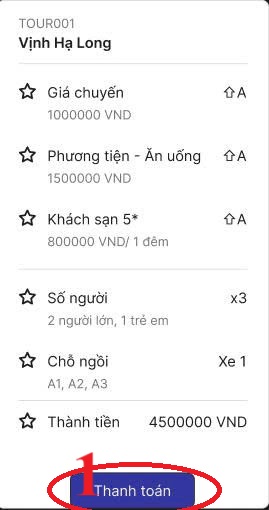 TOUR001
Vịnh Hạ Long
Giá chuyến ⇧A
1000000 VND
Phương tiện - Ăn uống ⇧A
1500000 VND
Khách sạn 5* ⇧A
800000 VND/ 1 đêm
Số người x3
2 người lớn, 1 trẻ em
Chỗ ngồi Xe 1
A1, A2, A3
Thành tiền 4500000 VND
1
Thanh toán